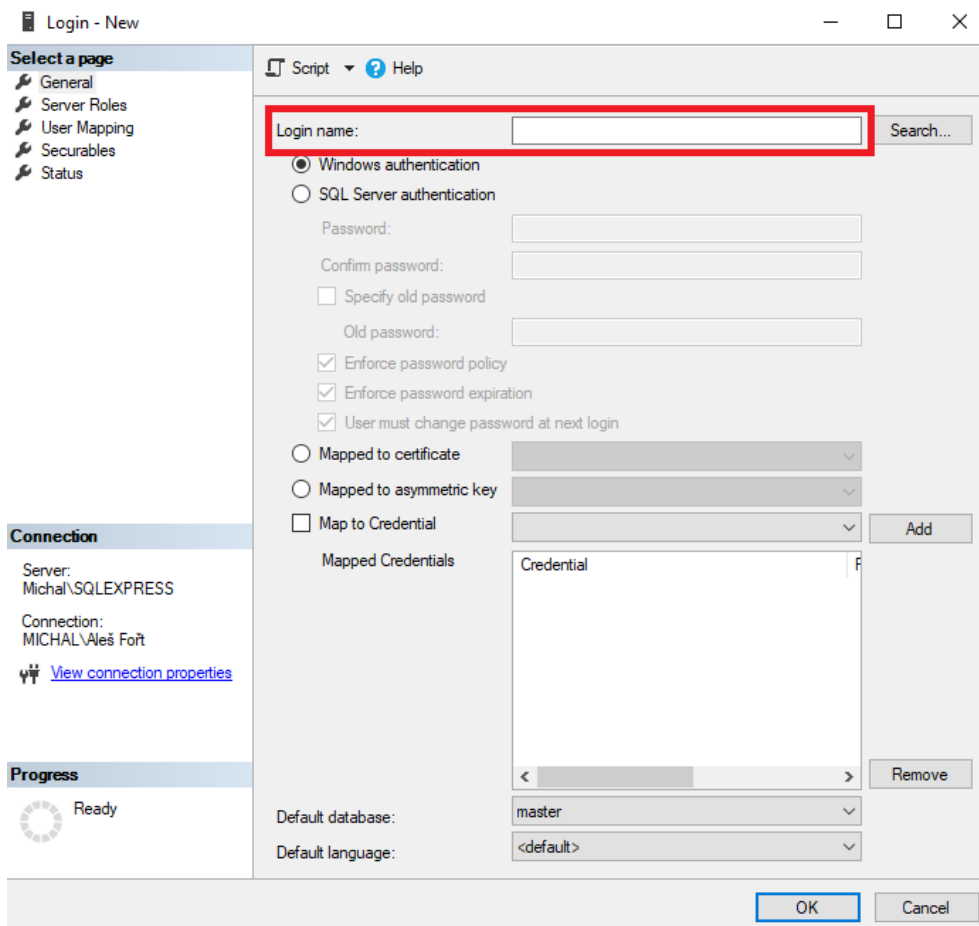 Login - New
Select a page
General
Server Roles
User Mapping
Securables
Status
Script
Help
Login name:
Search...
Windows authentication
SQL Server authentication
Password:
Confirm password:
Specify old password
Old password:
Enforce password policy
Enforce password expiration
User must change password at next login
Mapped to certificate
Mapped to asymmetric key
Map to Credential
Add
Mapped Credentials
Credential
Remove
Default database:
master
Default language:
<default>
Connection
Server:
Michal\SQLEXPRESS
Connection:
MICHAL\Aleš Fořt
View connection properties
Progress
Ready
OK
Cancel